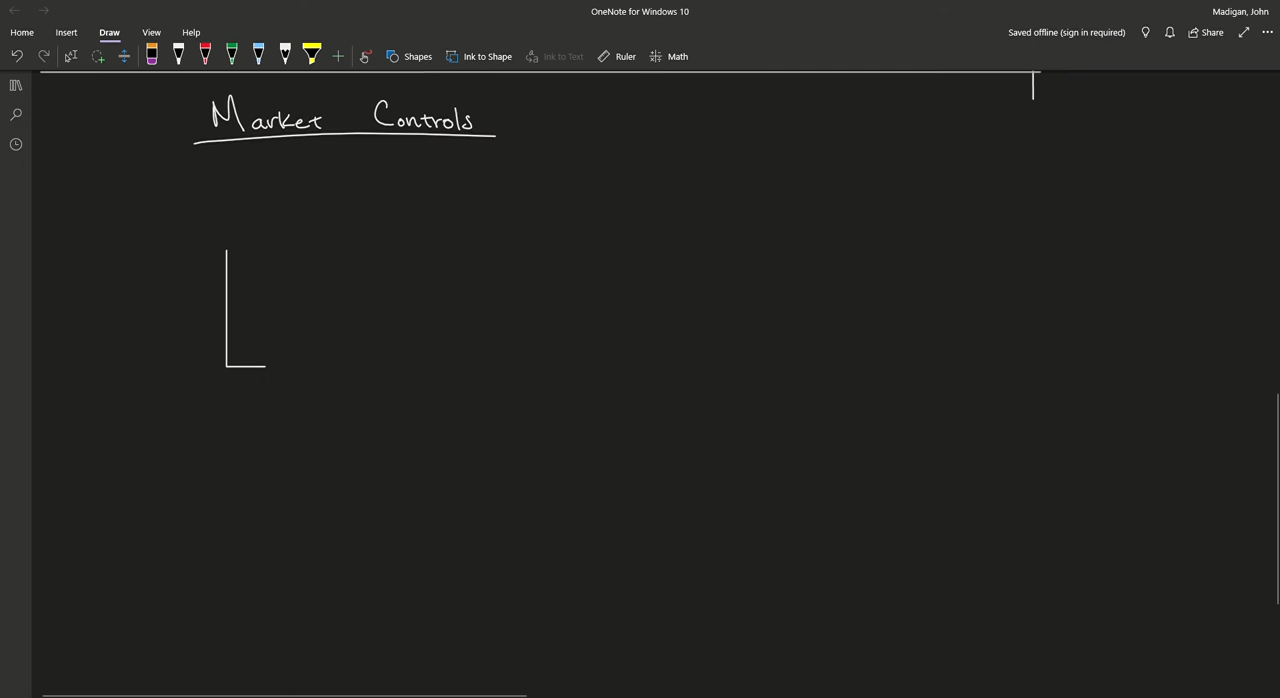 OneNote for Windows 10
Madigan, John
Home Insert Draw View Help
Saved offline (sign in required) Share
Shapes Ink to Shape Ink to Text Ruler Math
Market Controls